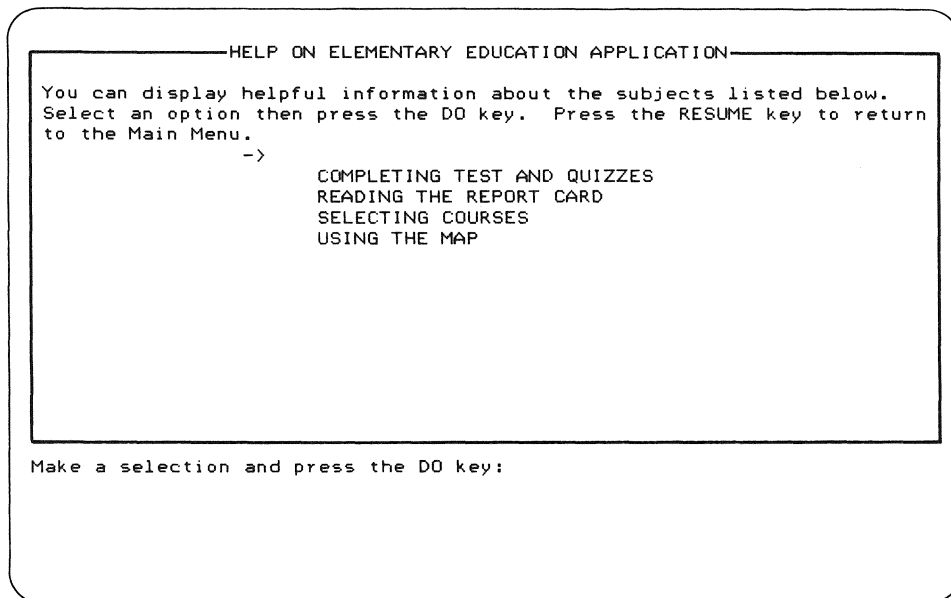 HELP ON ELEMENTARY EDUCATION APPLICATION
You can display helpful information about the subjects listed below.
Select an option then press the DO key.  Press the RESUME key to return
to the Main Menu.
->
COMPLETING TEST AND QUIZZES
READING THE REPORT CARD
SELECTING COURSES
USING THE MAP
Make a selection and press the DO key: